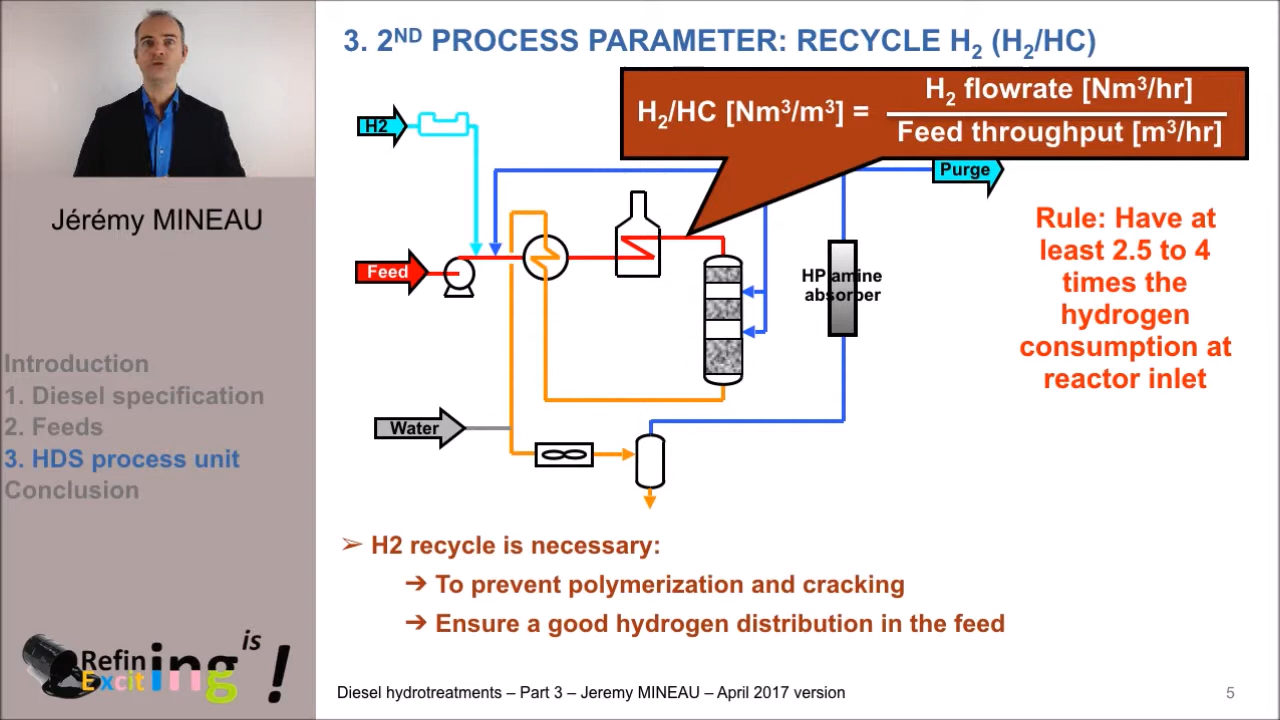 3. 2ND PROCESS PARAMETER: RECYCLE H2 (H2/HC)
H2/HC [Nm3/m3] =
H2 flowrate [Nm3/hr]
Feed throughput [m3/hr]
H2
Purge
Jérémy MINEAU
Rule: Have at
least 2.5 to 4
times the
hydrogen
consumption at
reactor inlet
Feed
HP amine
absorber
Introduction
1. Diesel specification
2. Feeds
3. HDS process unit
Conclusion
Water
➢ H2 recycle is necessary:
➔ To prevent polymerization and cracking
➔ Ensure a good hydrogen distribution in the feed
Refining is
Exciting !
Diesel hydrotreatments – Part 3 – Jeremy MINEAU – April 2017 version
5